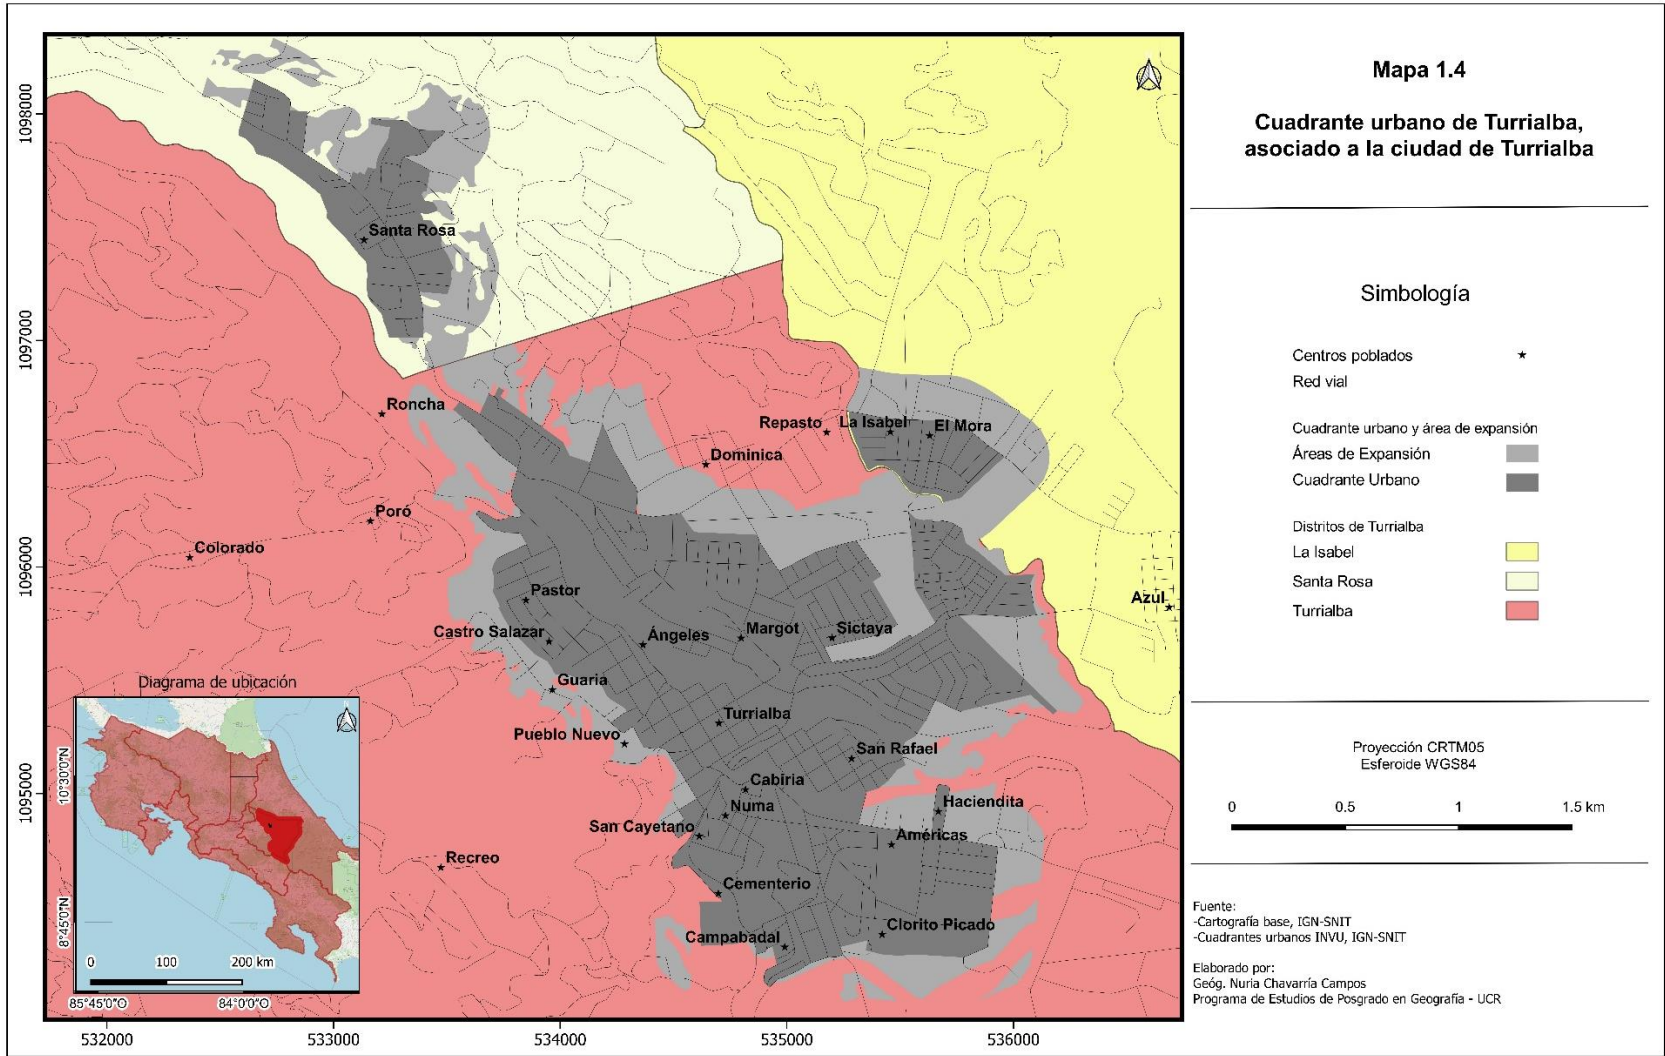 Mapa 1.4
Cuadrante urbano de Turrialba,
asociado a la ciudad de Turrialba
Simbología
Centros poblados
Red vial
Cuadrante urbano y área de expansión
Áreas de Expansión
Cuadrante Urbano
Distritos de Turrialba
La Isabel
Santa Rosa
Turrialba
Proyección CRTM05
Esferoide WGS84
0 0.5 1 1.5 km
Fuente:
-Cartografía base, IGN-SNIT
-Cuadrantes urbanos INVU, IGN-SNIT
Elaborado por:
Geóg. Nuria Chavarría Campos
Programa de Estudios de Posgrado en Geografía - UCR
1098000
1097000
1096000
1095000
532000 533000 534000 535000 536000
Santa Rosa
Roncha
Repasto
La Isabel
El Mora
Dominica
Poró
Colorado
Pastor
Azul
Castro Salazar
Ángeles
Margot
Sictaya
Guaria
Turrialba
Pueblo Nuevo
San Rafael
Cabiria
Numa
Haciendita
San Cayetano
Américas
Recreo
Cementerio
Clorito Picado
Campabadal
Diagrama de ubicación
10°30'0"N
8°45'0"N
0 100 200 km
85°45'0"O 84°0'0"O